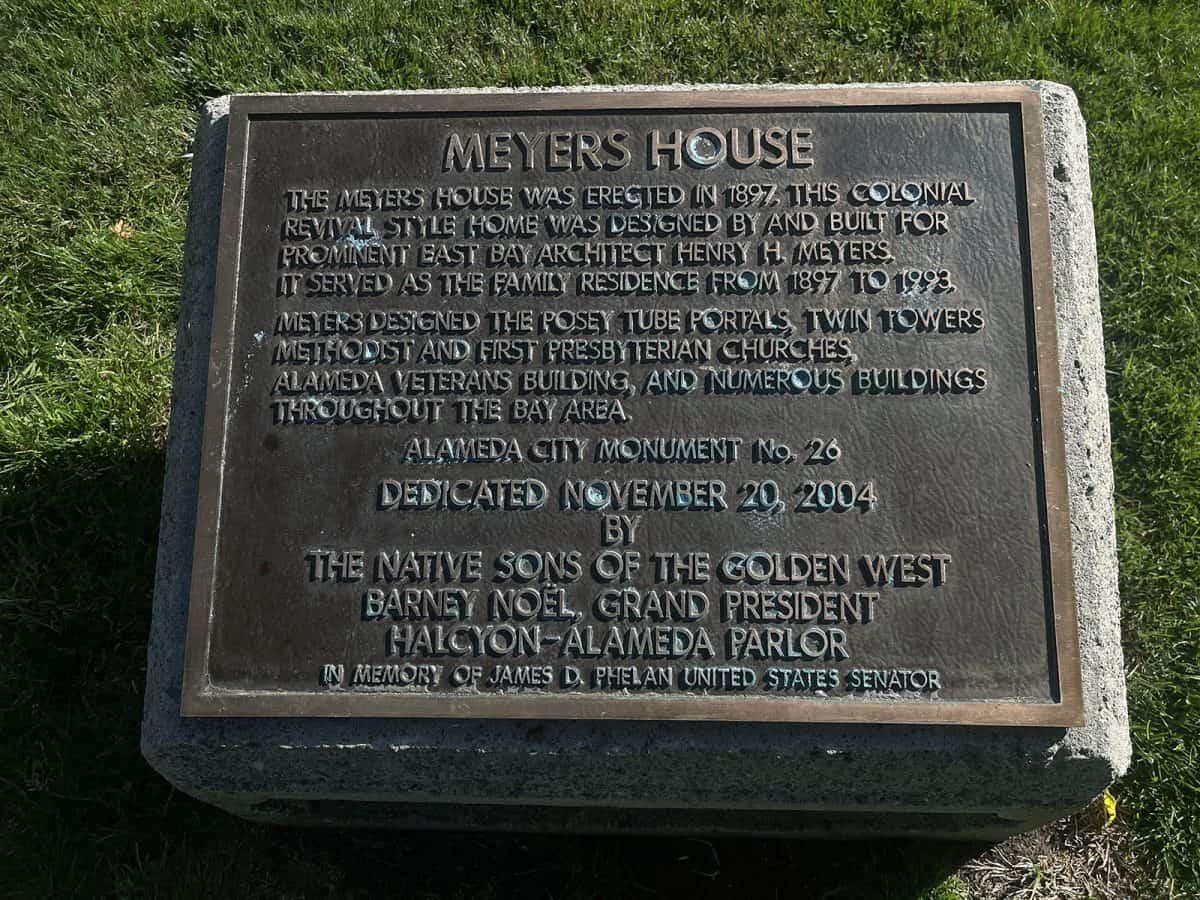 MEYERS HOUSE
THE MEYERS HOUSE WAS ERECTED IN 1897. THIS COLONIAL
REVIVAL STYLE HOME WAS DESIGNED BY AND BUILT FOR
PROMINENT EAST BAY ARCHITECT HENRY H. MEYERS.
IT SERVED AS THE FAMILY RESIDENCE FROM 1897 TO 1993.
MEYERS DESIGNED THE POSEY TUBE PORTALS, TWIN TOWERS
METHODIST AND FIRST PRESBYTERIAN CHURCHES,
ALAMEDA VETERANS BUILDING, AND NUMEROUS BUILDINGS
THROUGHOUT THE BAY AREA.
ALAMEDA CITY MONUMENT NO. 26
DEDICATED NOVEMBER 20, 2004
BY
THE NATIVE SONS OF THE GOLDEN WEST
BARNEY NOËL, GRAND PRESIDENT
HALCYON-ALAMEDA PARLOR
IN MEMORY OF JAMES D. PHELAN UNITED STATES SENATOR